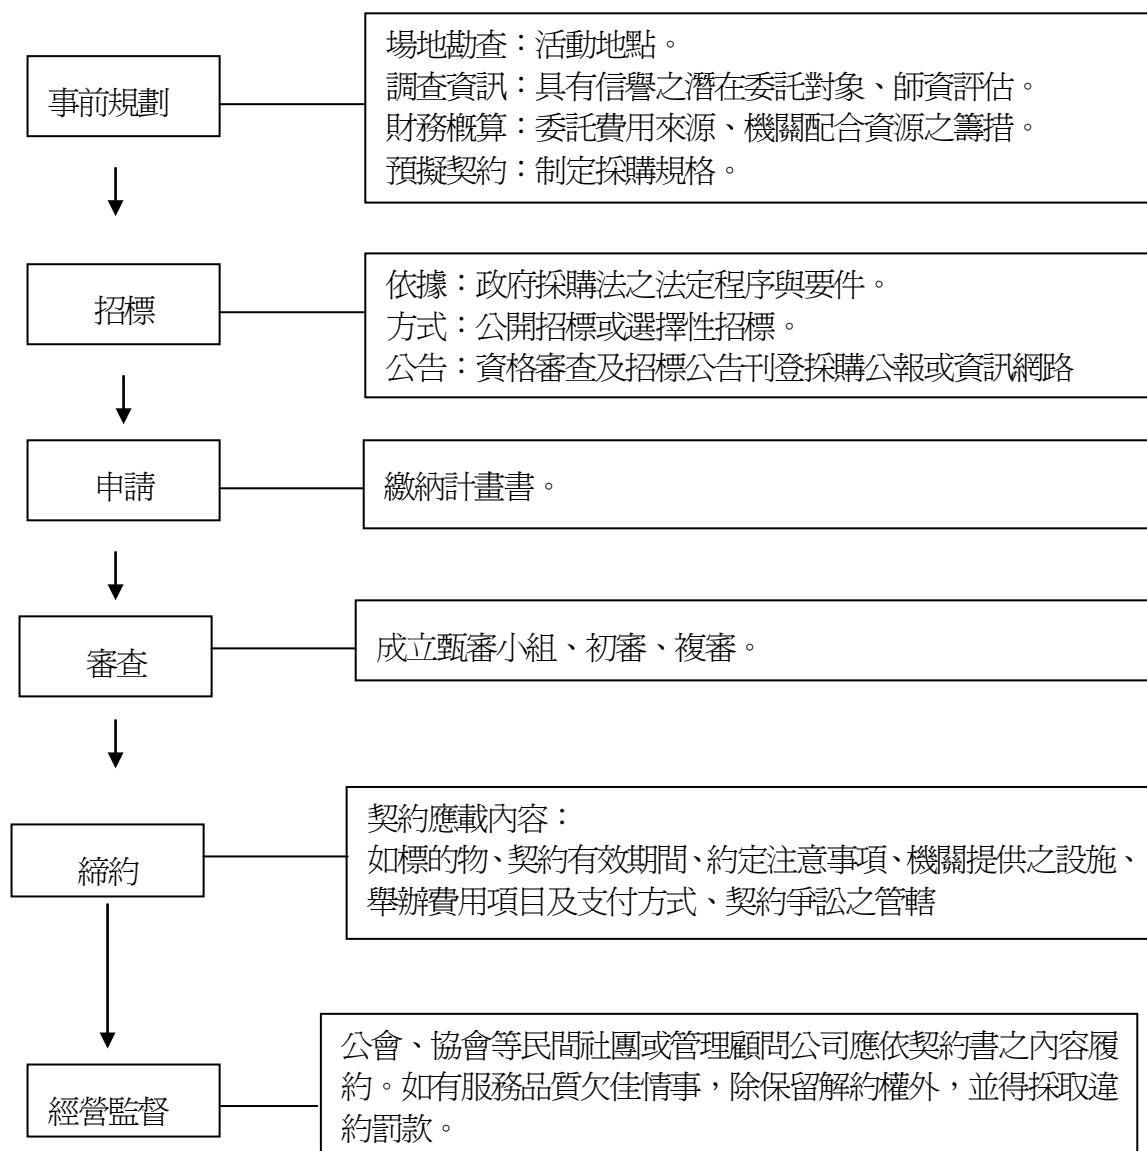 事前規劃
場地勘查：活動地點。
調查資訊：具有信譽之潛在委託對象、師資評估。
財務概算：委託費用來源、機關配合資源之籌措。
預擬契約：制定採購規格。
招標
依據：政府採購法之法定程序與要件。
方式：公開招標或選擇性招標。
公告：資格審查及招標公告刊登採購公報或資訊網路
申請
繳納計畫書。
審查
成立甄審小組、初審、複審。
締約
契約應載內容：
如標的物、契約有效期間、約定注意事項、機關提供之設施、
舉辦費用項目及支付方式、契約爭訟之管轄
經營監督
公會、協會等民間社團或管理顧問公司應依契約書之內容履
約。如有服務品質欠佳情事，除保留解約權外，並得採取違
約罰款。